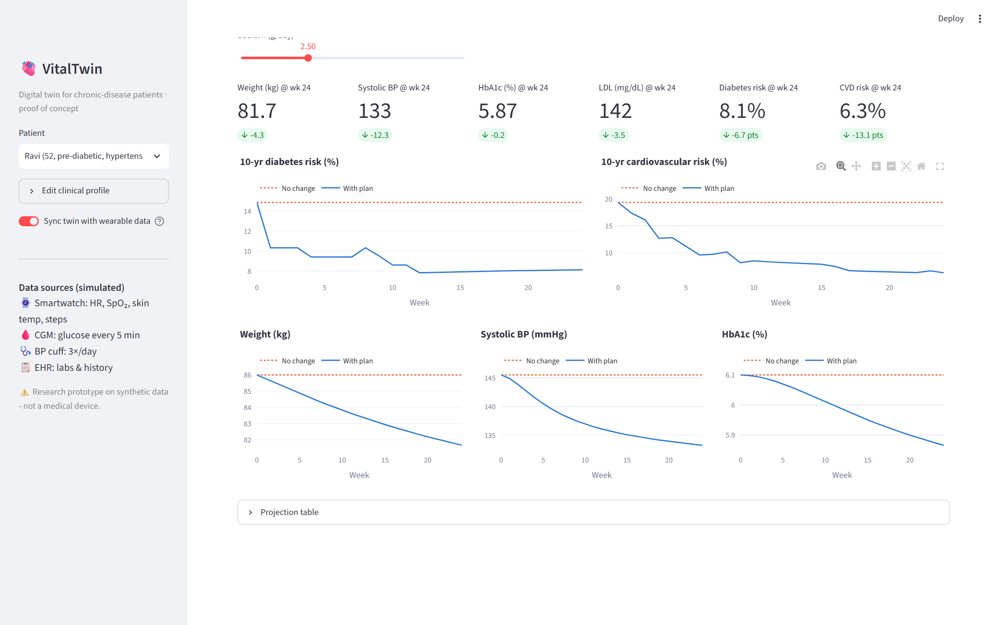 Deploy
VitalTwin
Digital twin for chronic-disease patients ·
proof of concept
Patient
Ravi (52, pre-diabetic, hypertensi
Edit clinical profile
Sync twin with wearable data
Data sources (simulated)
Smartwatch: HR, SpO₂, skin
temp, steps
CGM: glucose every 5 min
BP cuff: 3×/day
EHR: labs & history
Research prototype on synthetic data
- not a medical device.
2.50
Weight (kg) @ wk 24
81.7
-4.3
Systolic BP @ wk 24
133
-12.3
HbA1c (%) @ wk 24
5.87
-0.2
LDL (mg/dL) @ wk 24
142
-3.5
Diabetes risk @ wk 24
8.1%
-6.7 pts
CVD risk @ wk 24
6.3%
-13.1 pts
10-yr diabetes risk (%)
No change With plan
14
12
10
8
0 5 10 15 20
Week
10-yr cardiovascular risk (%)
No change With plan
20
15
10
0 5 10 15 20
Week
Weight (kg)
No change With plan
86
85
84
83
82
0 5 10 15 20
Week
Systolic BP (mmHg)
No change With plan
145
140
135
0 5 10 15 20
Week
HbA1c (%)
No change With plan
6.1
6
5.9
0 5 10 15 20
Week
Projection table